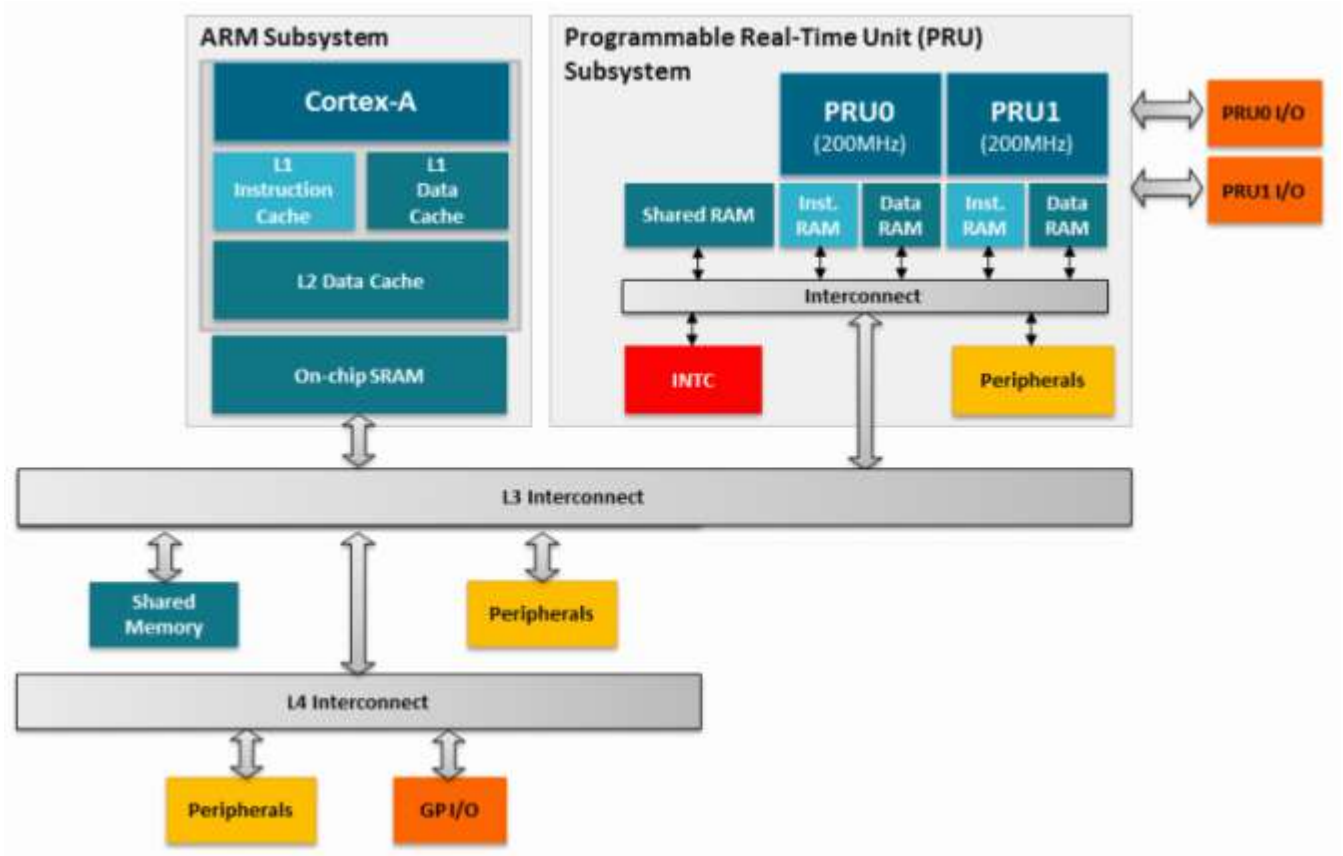 ARM Subsystem
Cortex-A
L1
Instruction
Cache
L1
Data
Cache
L2 Data Cache
On-chip SRAM
Programmable Real-Time Unit (PRU)
Subsystem
PRU0
(200MHz)
PRU1
(200MHz)
Shared RAM
Inst.
RAM
Data
RAM
Inst.
RAM
Data
RAM
Interconnect
INTC
Peripherals
PRU0 I/O
PRU1 I/O
L3 Interconnect
Shared
Memory
Peripherals
L4 Interconnect
Peripherals
GP I/O